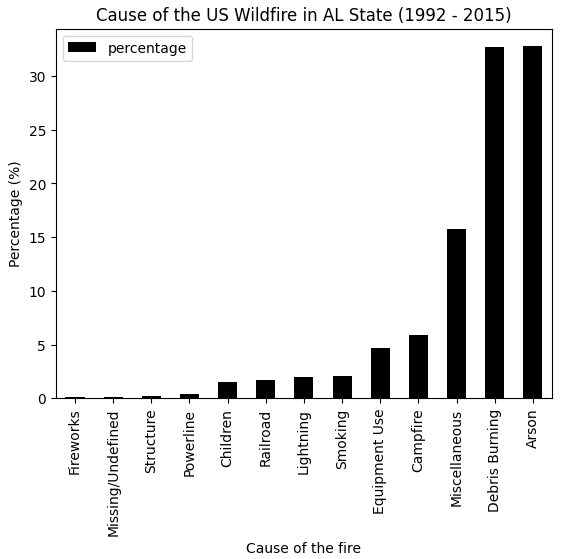 Cause of the US Wildfire in AL State (1992 - 2015)
percentage
Percentage (%)
30
25
20
15
10
5
0
Fireworks
Missing/Undefined
Structure
Powerline
Children
Railroad
Lightning
Smoking
Equipment Use
Campfire
Miscellaneous
Debris Burning
Arson
Cause of the fire